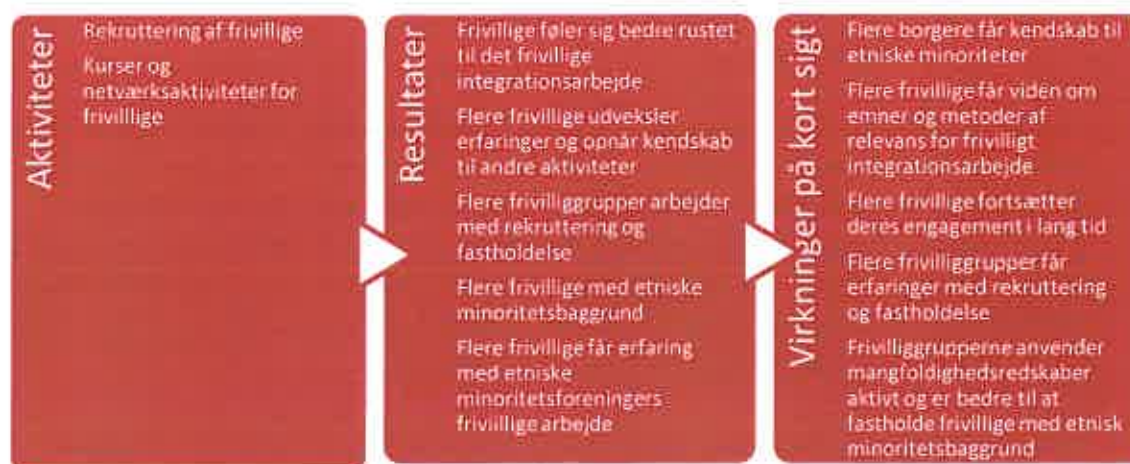 Aktiviteter
Rekruttering af frivillige
Kurser og
netværksaktiviteter for
frivilllige
Resultater
Frivillige føler sig bedre rustet
til det frivillige
integrationsarbejde
Flere frivillige udveksler
erfaringer og opnår kendskab
til andre aktiviteter
Flere frivilliggrupper arbejder
med rekruttering og
fastholdelse
Flere frivillige med etniske
minoritetsbaggrund
Flere frivillige får erfaring
med etniske
minoritetsforeningers
friviillige arbejde
Virkninger på kort sigt
Flere borgere får kendskab til
etniske minoriteter
Flere frivillige får viden om
emner og metoder af
relevans for frivilligt
integrationsarbejde
Flere frivillige fortsætter
deres engagement i lang tid
Flere frivilliggrupper får
erfaringer med rekruttering
og fastholdelse
Frivilliggrupperne anvender
mangfoldighedsredskaber
aktivt og er bedre til at
fastholde frivillige med etnisk
minoritetsbaggrund